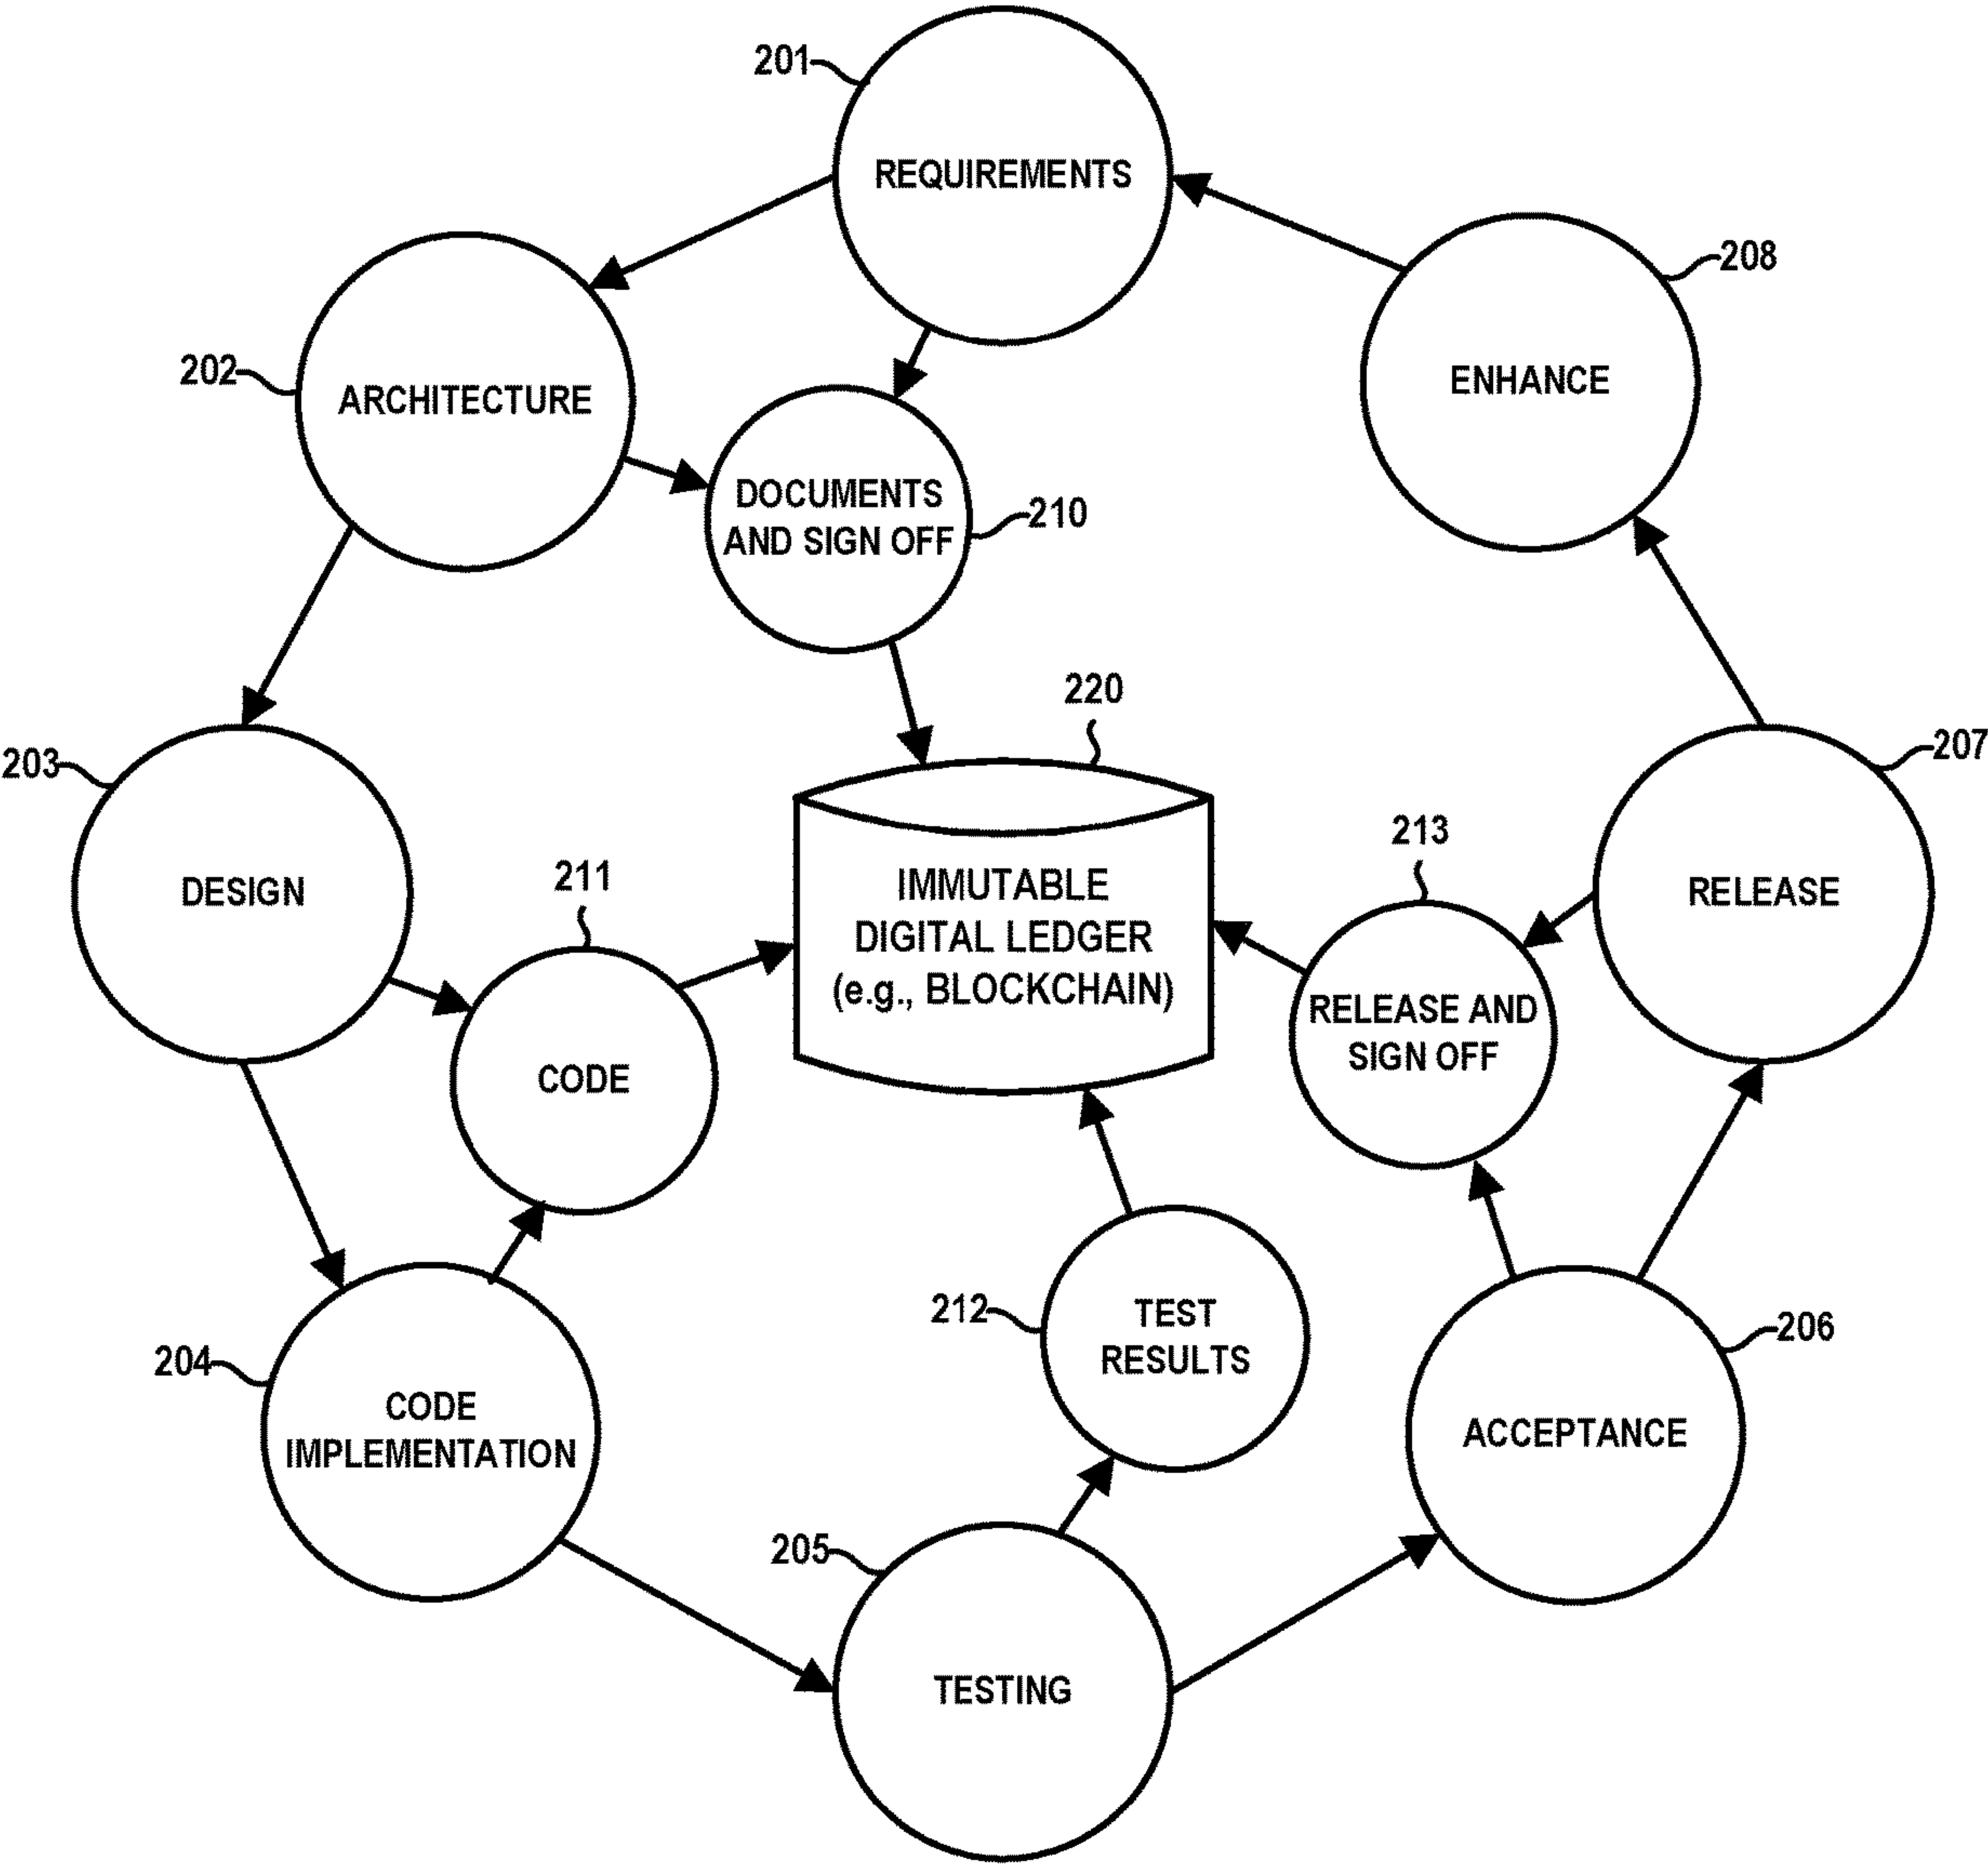 201
REQUIREMENTS
208
ENHANCE
202
ARCHITECTURE
DOCUMENTS
AND SIGN OFF
210
220
203
DESIGN
207
RELEASE
213
RELEASE AND
SIGN OFF
211
CODE
IMMUTABLE
DIGITAL LEDGER
(e.g., BLOCKCHAIN)
212
TEST
RESULTS
206
ACCEPTANCE
204
CODE
IMPLEMENTATION
205
TESTING